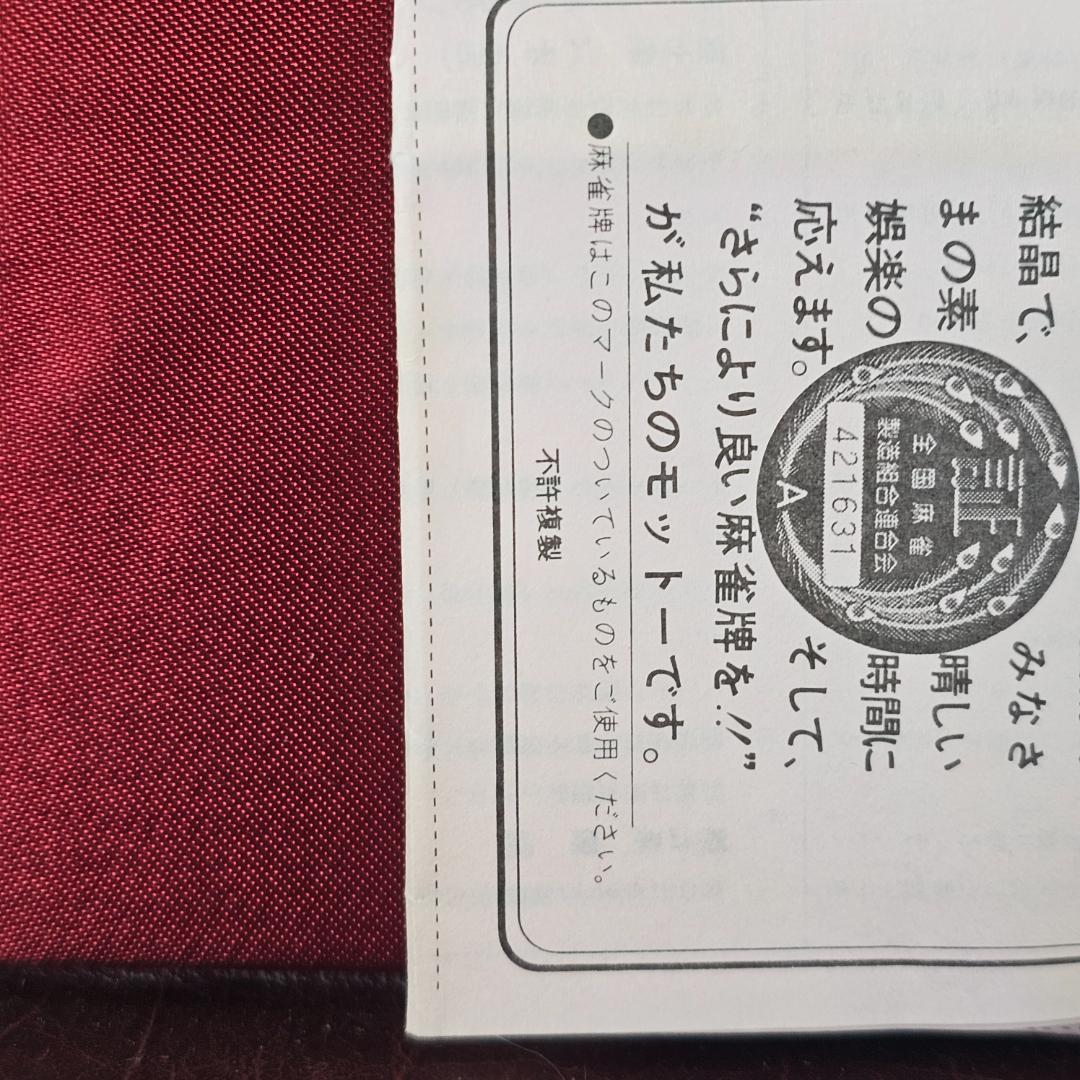 結晶で、みなさ
まの素晴しい
娯楽の時間に
応えます。そして、
“さらにより良い麻雀牌を!!”
が私たちのモットーです。
●麻雀牌はこのマークのついているものをご使用ください。
不許複製
証
全国麻雀
製造組合連合会
421631
A